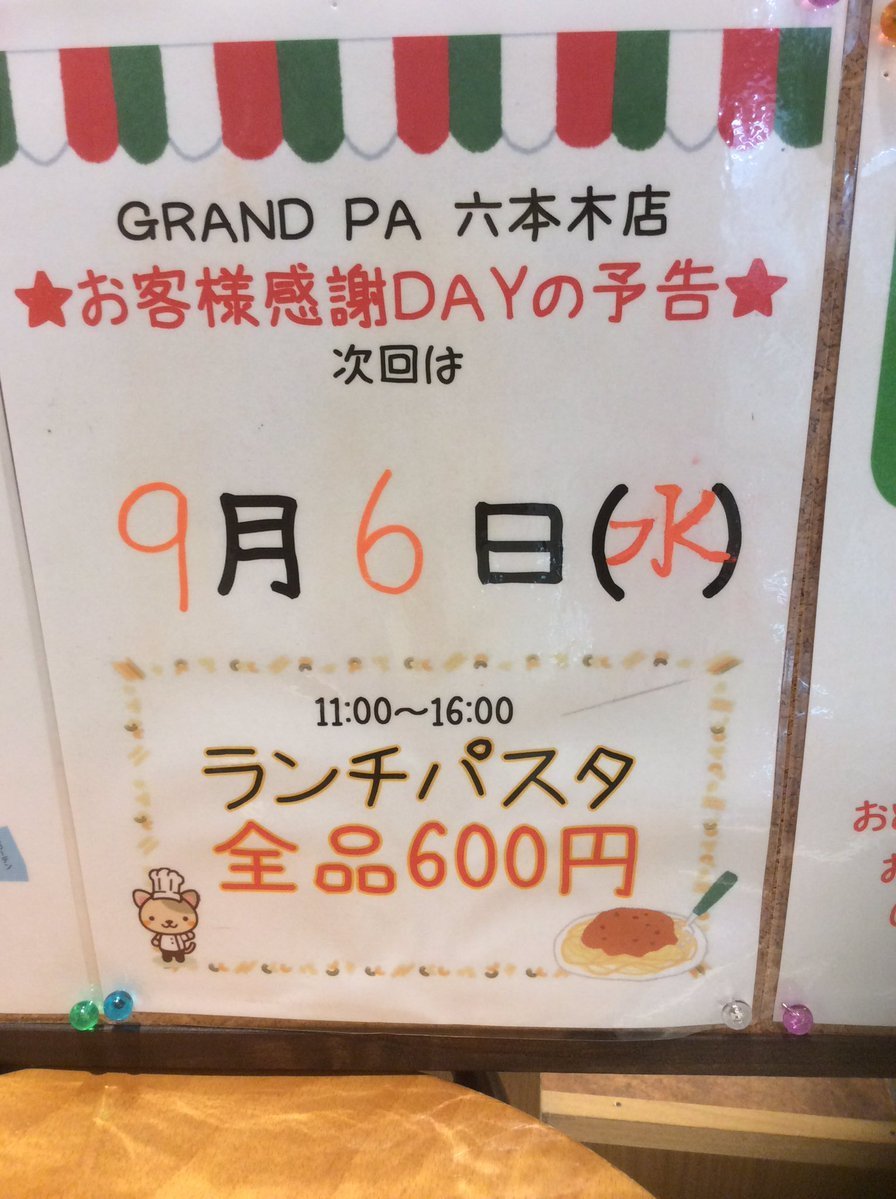 GRAND PA 六本木店
★お客様感謝DAYの予告★
次回は
9月6日(水)
11:00～16:00
ランチパスタ
全品600円